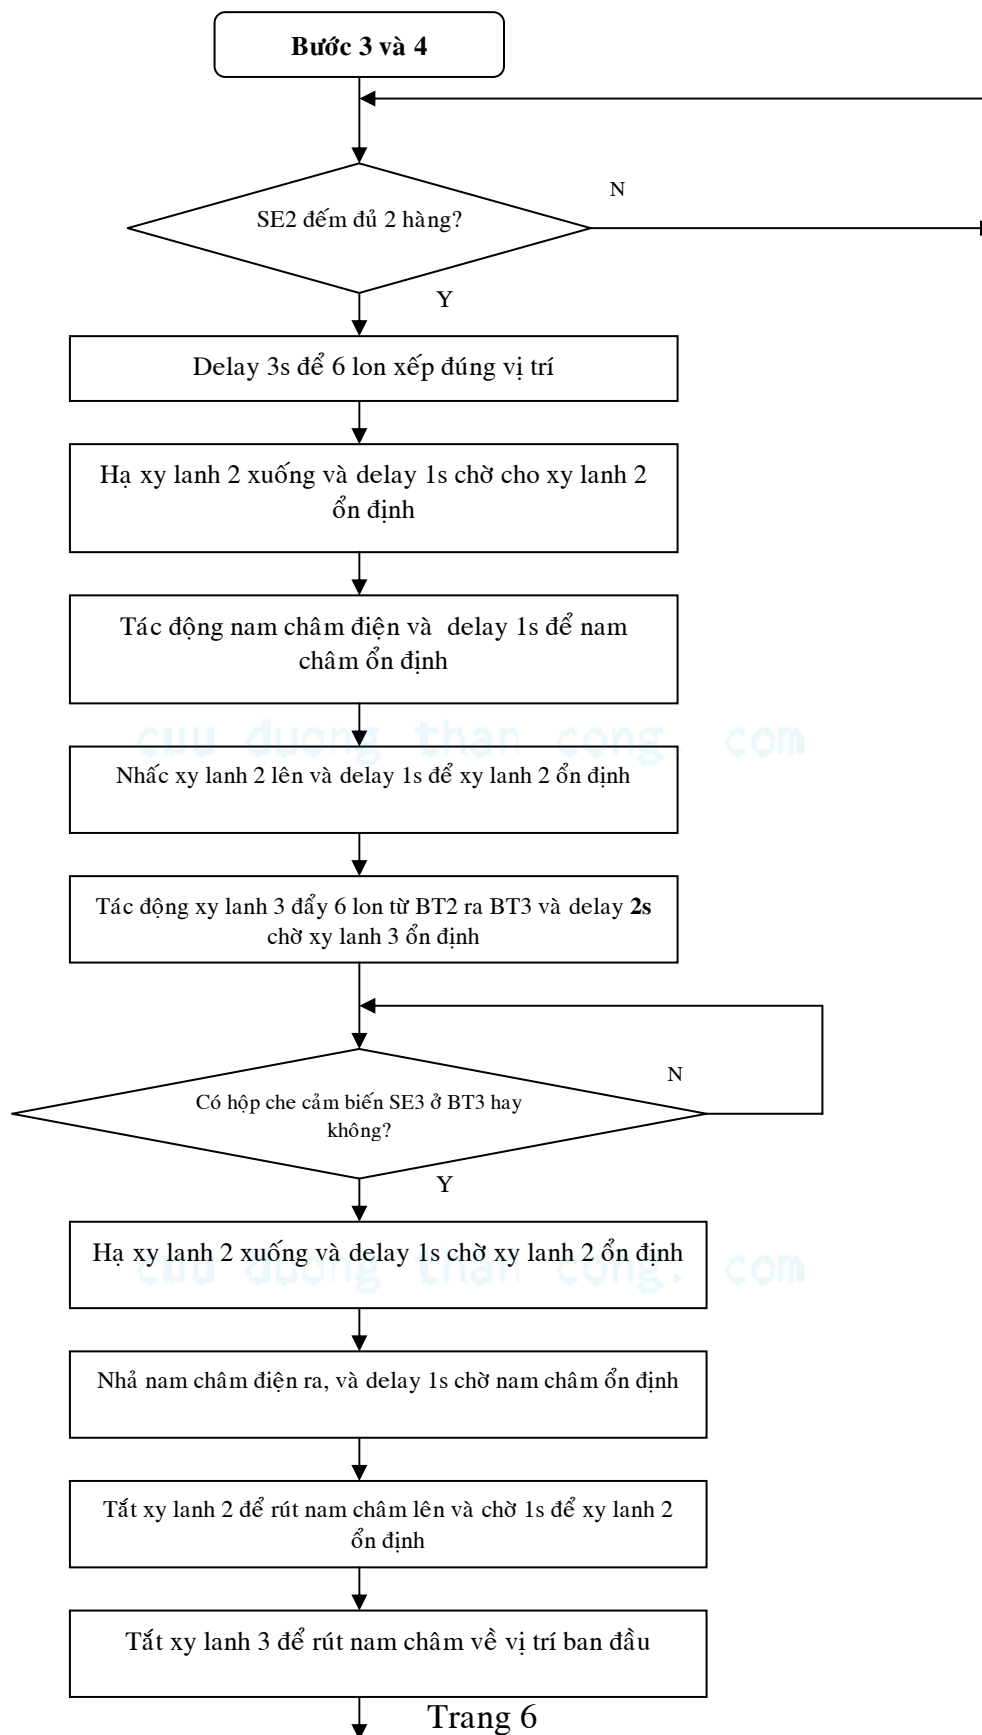 Bước 3 và 4
N
SE2 đếm đủ 2 hàng?
Y
Delay 3s để 6 lon xếp đúng vị trí
Hạ xy lanh 2 xuống và delay 1s chờ cho xy lanh 2
ổn định
Tác động nam châm điện và delay 1s để nam
châm ổn định
cuu duong than cong . com
Nhấc xy lanh 2 lên và delay 1s để xy lanh 2 ổn định
Tác động xy lanh 3 đẩy 6 lon từ BT2 ra BT3 và delay 2s
chờ xy lanh 3 ổn định
N
Có hộp che cảm biến SE3 ở BT3 hay
không?
Y
Hạ xy lanh 2 xuống và delay 1s chờ xy lanh 2 ổn định
cuu duong than cong . com
Nhả nam châm điện ra, và delay 1s chờ nam châm ổn định
Tắt xy lanh 2 để rút nam châm lên và chờ 1s để xy lanh 2
ổn định
Tắt xy lanh 3 để rút nam châm về vị trí ban đầu
Trang 6